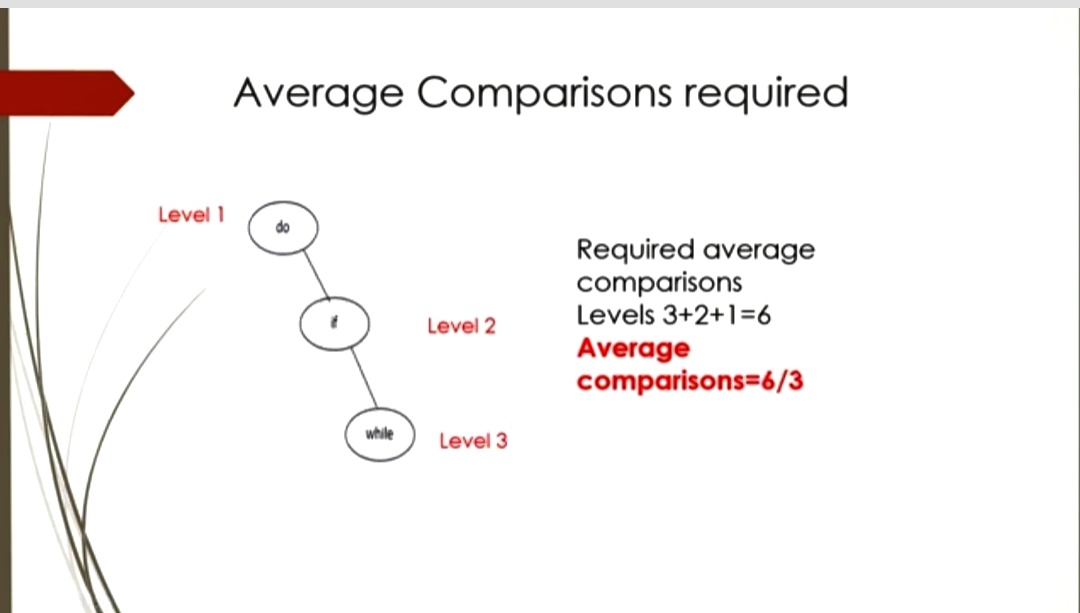 Average Comparisons required
Level 1
do
if
Level 2
while
Level 3
Required average
comparisons
Levels 3+2+1=6
Average
comparisons=6/3